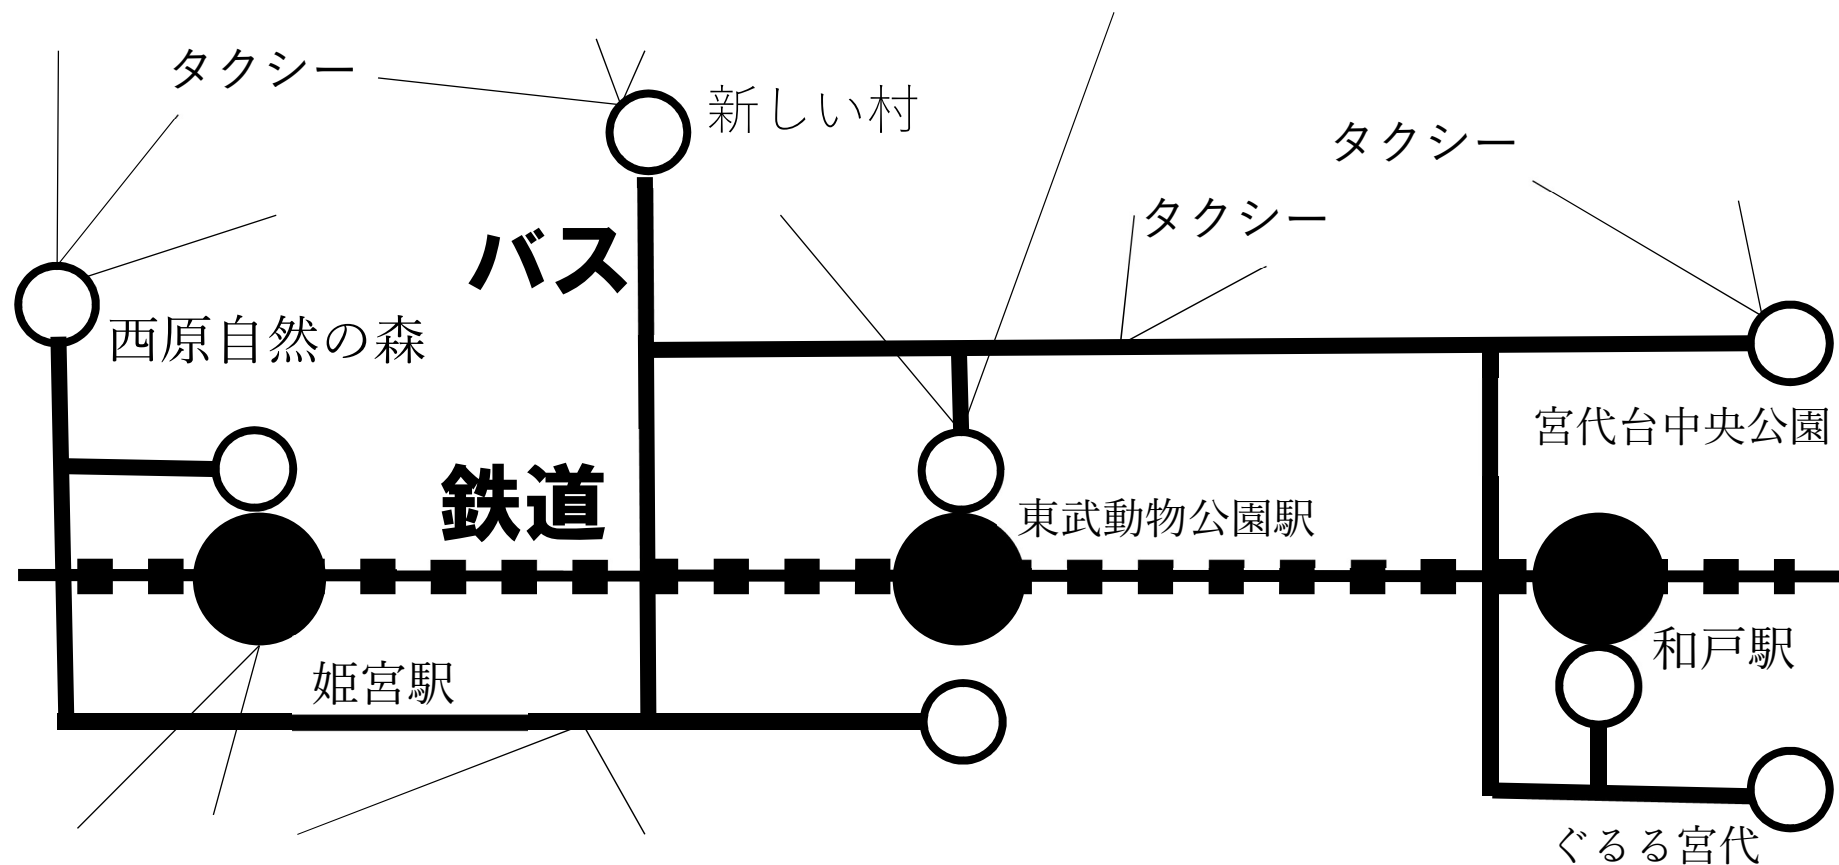 タクシー
新しい村
タクシー
タクシー
バス
西原自然の森
宮代台中央公園
鉄道
東武動物公園駅
和戸駅
姫宮駅
ぐるる宮代